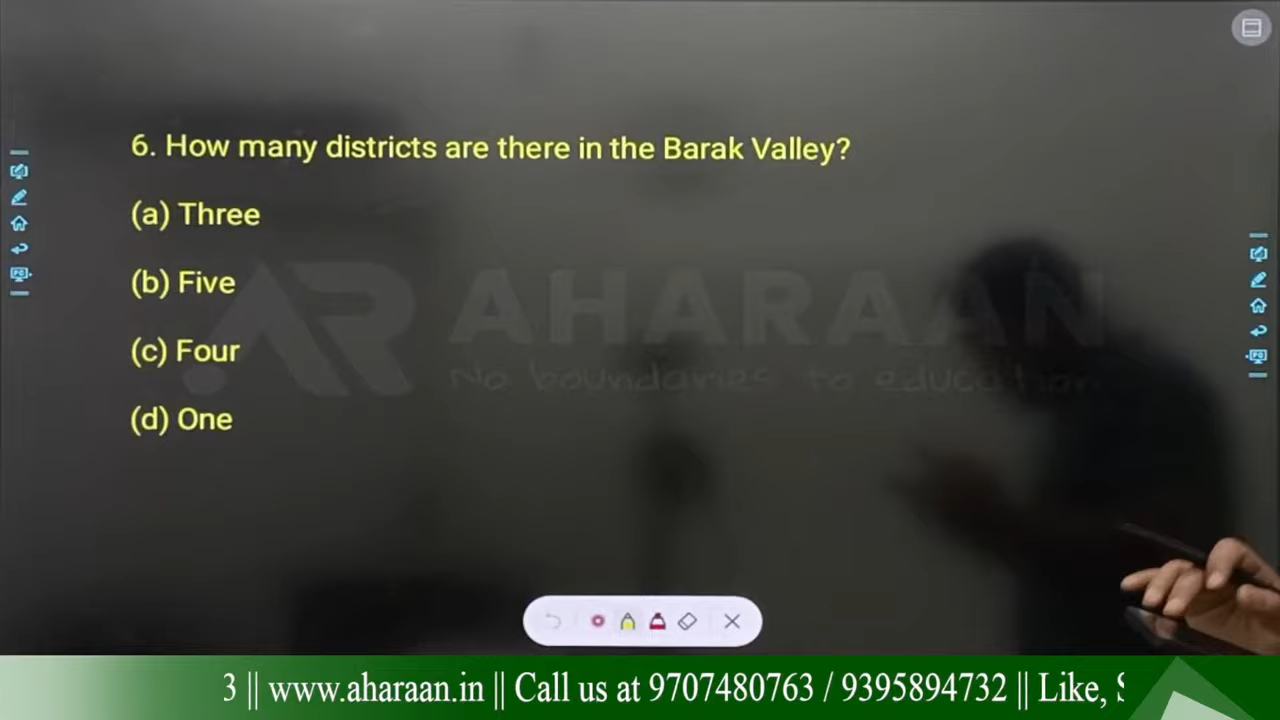 6. How many districts are there in the Barak Valley?
(a) Three
(b) Five
(c) Four
(d) One
AR AHARAAN
No boundaries to education
3 || www.aharaan.in || Call us at 9707480763 / 9395894732 || Like, S